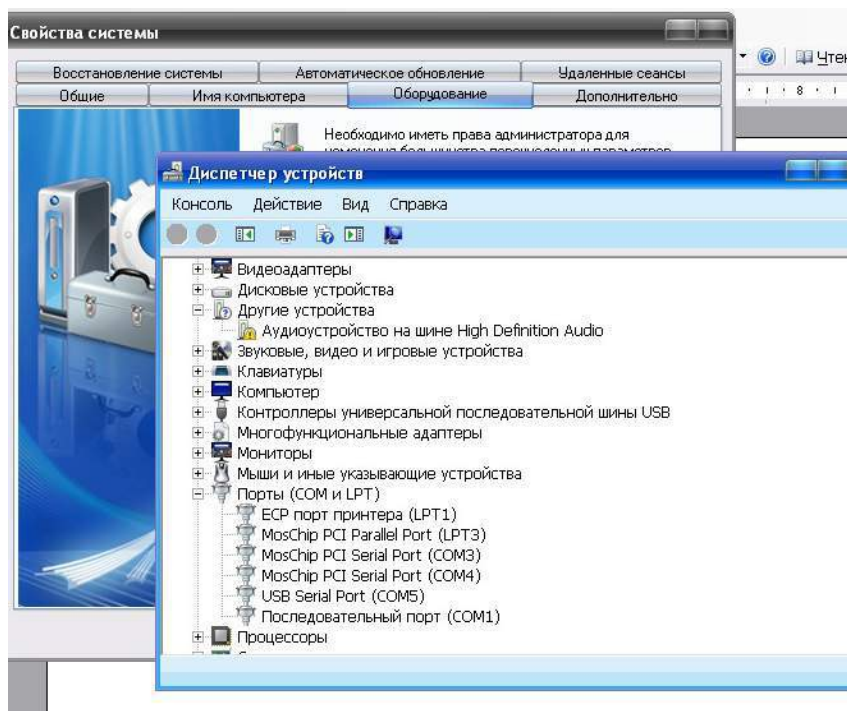 Свойства системы
Чтен
Восстановление системы Автоматическое обновление Удаленные сеансы
Общие Имя компьютера Оборудование Дополнительно
8
Необходимо иметь права администратора для
Диспетчер устройств
Консоль Действие Вид Справка
Видеоадаптеры
Дисковые устройства
Другие устройства
Аудиоустройство на шине High Definition Audio
Звуковые, видео и игровые устройства
Клавиатуры
Компьютер
Контроллеры универсальной последовательной шины USB
Многофункциональные адаптеры
Мониторы
Мыши и иные указывающие устройства
Порты (COM и LPT)
ECP порт принтера (LPT1)
MosChip PCI Parallel Port (LPT3)
MosChip PCI Serial Port (COM3)
MosChip PCI Serial Port (COM4)
USB Serial Port (COM5)
Последовательный порт (COM1)
Процессоры